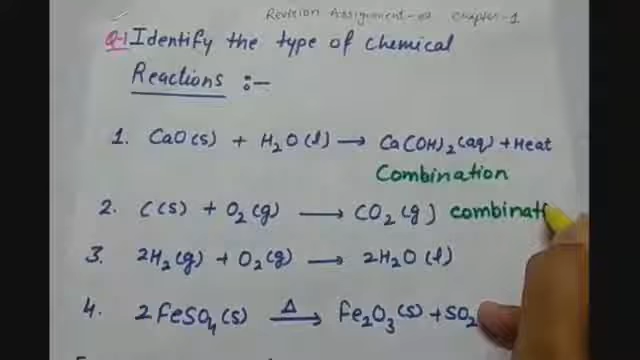 Revision Assignment-02 Chapter-1
Q-1 Identify the type of Chemical
Reactions :-
1. CaO(s) + H₂O(l) → Ca(OH)₂(aq) + Heat
Combination
2. C(s) + O₂(g) → CO₂(g) combinat
3. 2H₂(g) + O₂(g) → 2H₂O(l)
4. 2FeSO₄(s) Δ→ Fe₂O₃(s) + SO₂